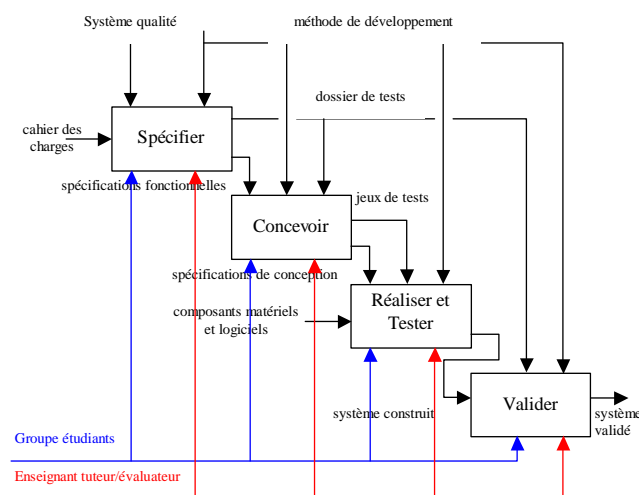 Système qualité
méthode de développement
dossier de tests
cahier des
charges
Spécifier
spécifications fonctionnelles
jeux de tests
Concevoir
spécifications de conception
composants matériels
et logiciels
Réaliser et
Tester
Valider
système construit
système
validé
Groupe étudiants
Enseignant tuteur/évaluateur